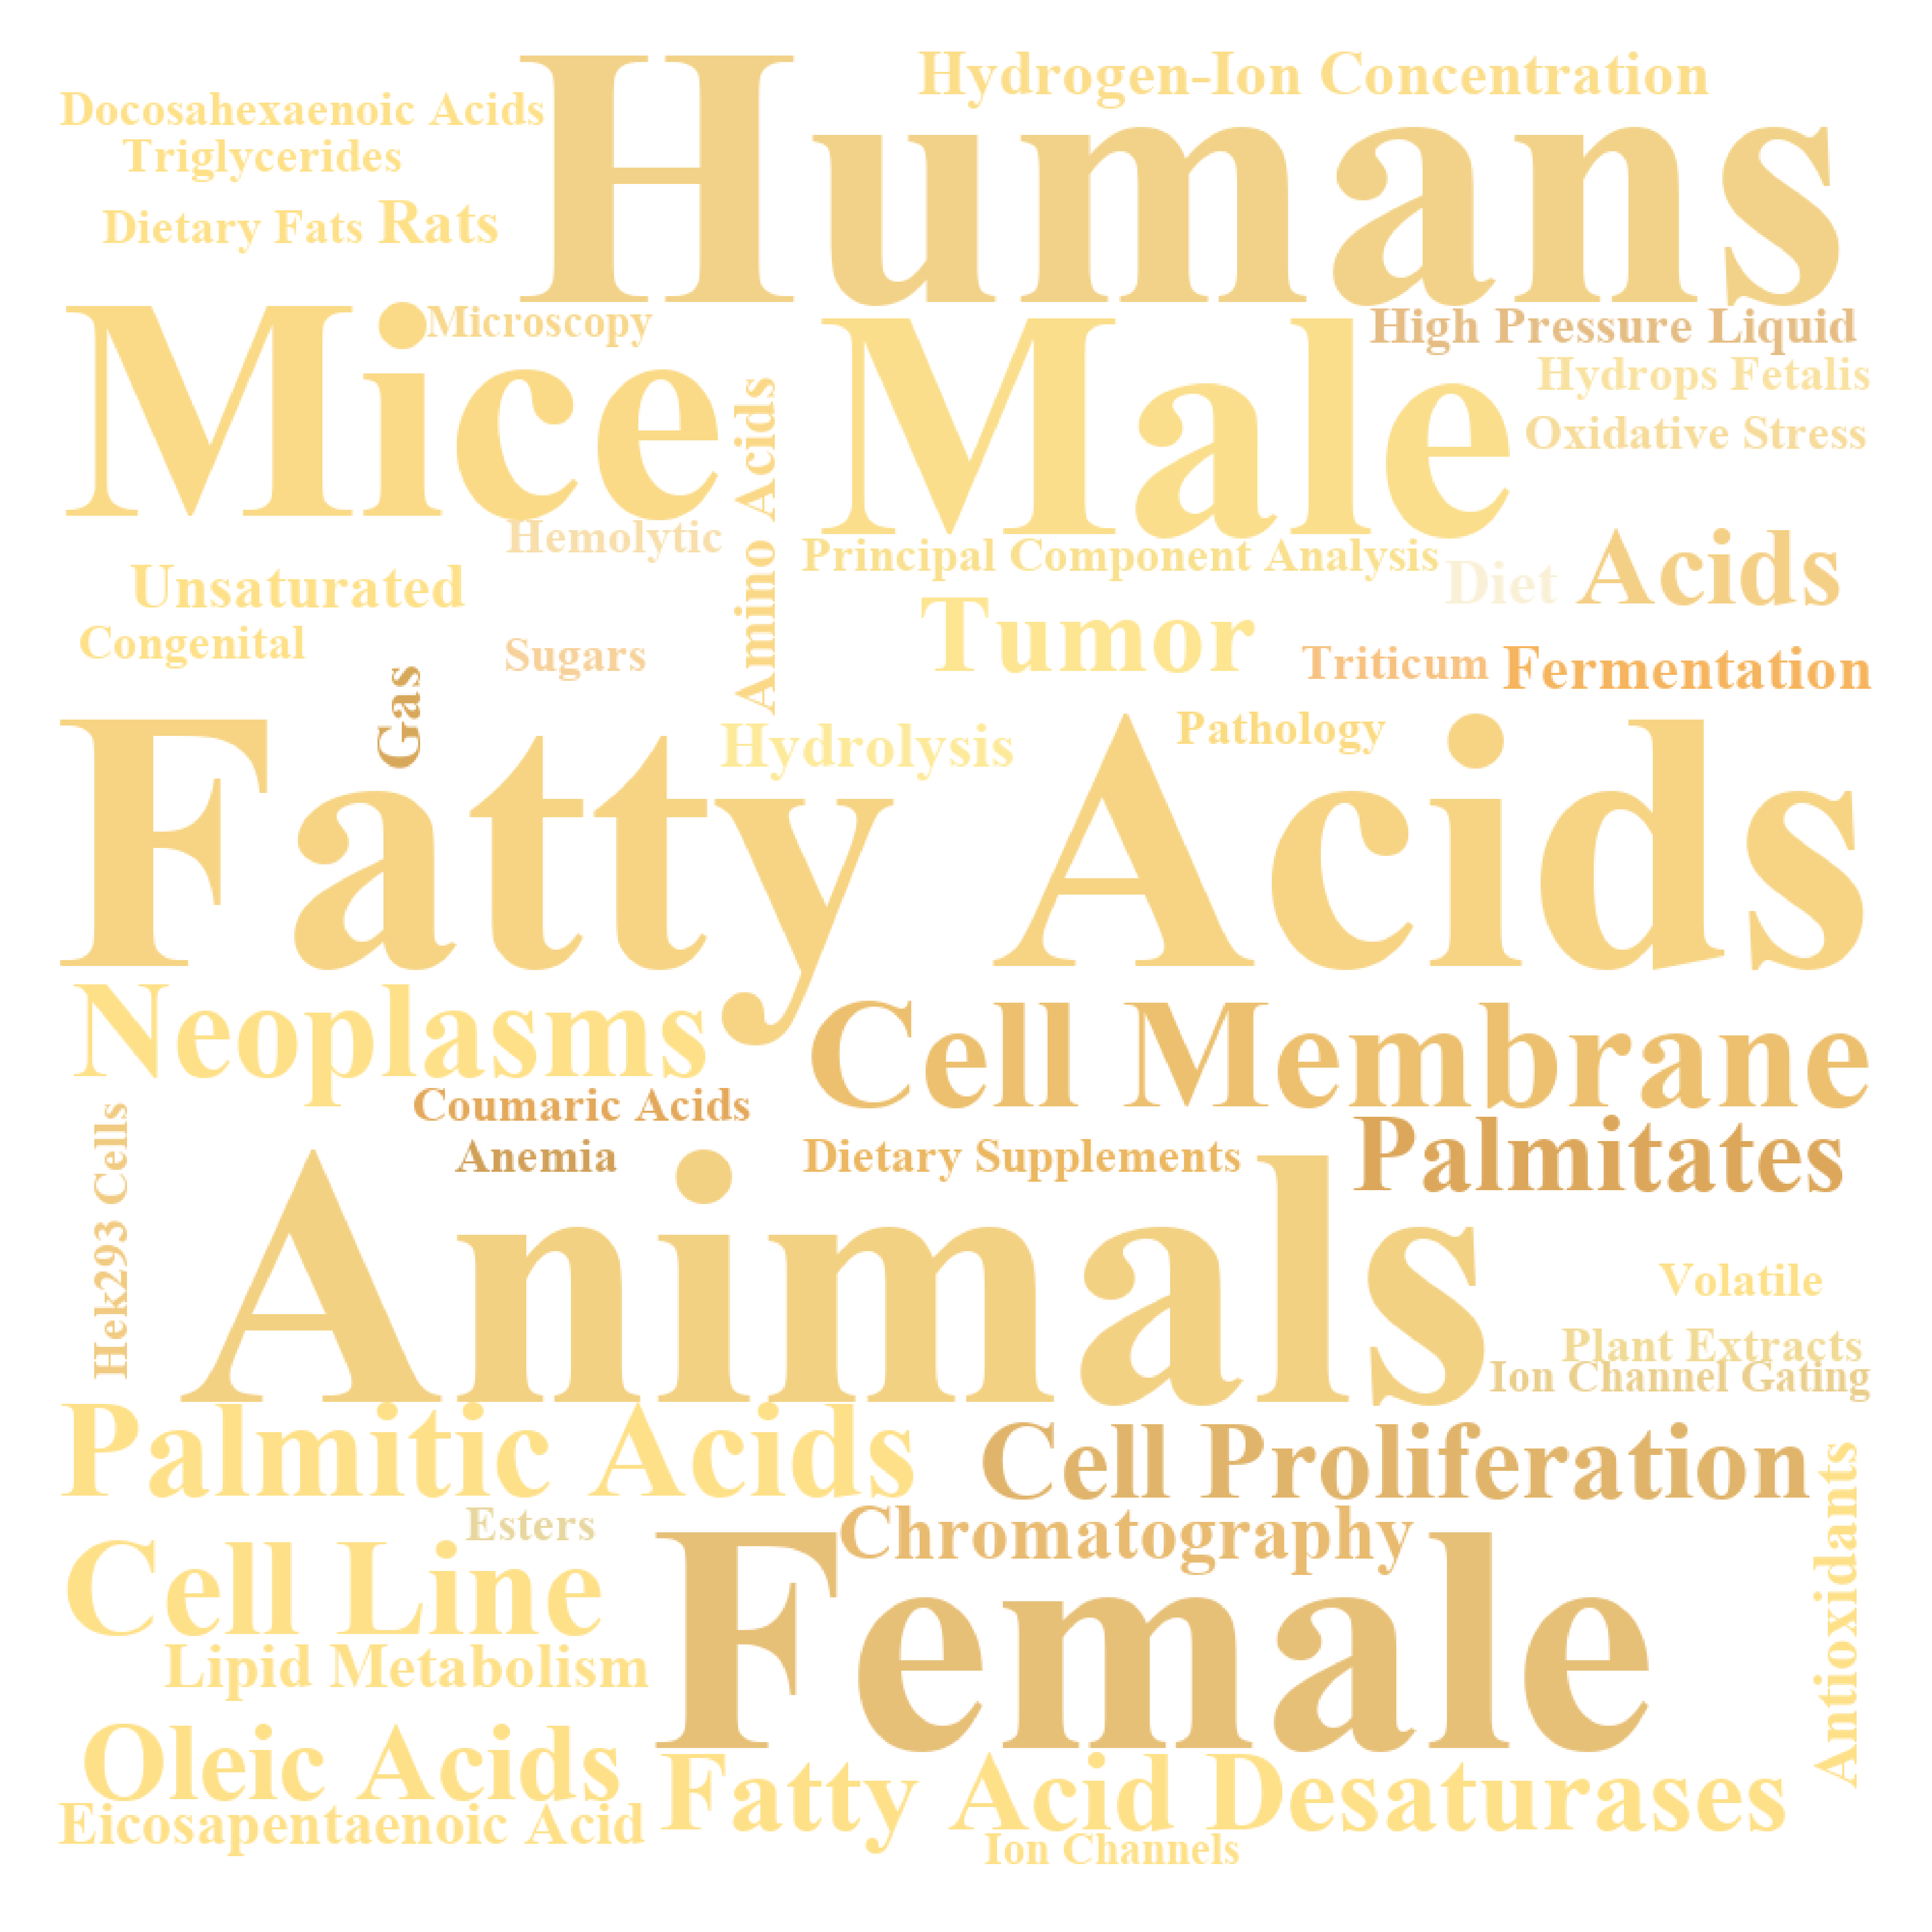 Hydrogen-Ion Concentration
Humans
Docosahexaenoic Acids
Triglycerides
Dietary Fats
Rats
Mice
Microscopy
Male
High Pressure Liquid
Hydrops Fetalis
Oxidative Stress
Amino Acids
Hemolytic
Principal Component Analysis
Diet
Acids
Unsaturated
Congenital
Sugars
Tumor
Triticum
Fermentation
Gas
Hydrolysis
Pathology
Fatty Acids
Neoplasms
Cell Membrane
Coumaric Acids
Palmitates
Anemia
Dietary Supplements
Hek293 Cells
Animals
Volatile
Plant Extracts
Ion Channel Gating
Palmitic Acids
Cell Proliferation
Antioxidants
Esters
Chromatography
Cell Line
Female
Lipid Metabolism
Oleic Acids
Fatty Acid Desaturases
Eicosapentaenoic Acid
Ion Channels